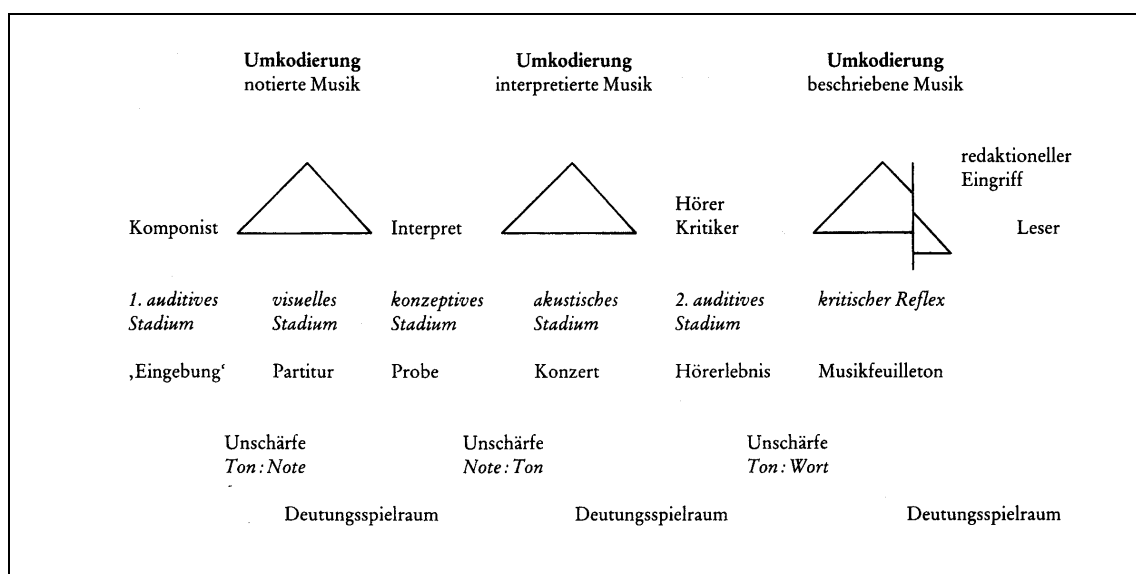 Umkodierung Umkodierung Umkodierung
notierte Musik interpretierte Musik beschriebene Musik
redaktioneller
Eingriff
Hörer
Komponist Interpret Kritiker Leser
1. auditives visuelles konzeptives akustisches 2. auditives kritischer Reflex
Stadium Stadium Stadium Stadium Stadium
‚Eingebung‘ Partitur Probe Konzert Hörerlebnis Musikfeuilleton
Unschärfe Unschärfe Unschärfe
Ton : Note Note : Ton Ton : Wort
Deutungsspielraum Deutungsspielraum Deutungsspielraum